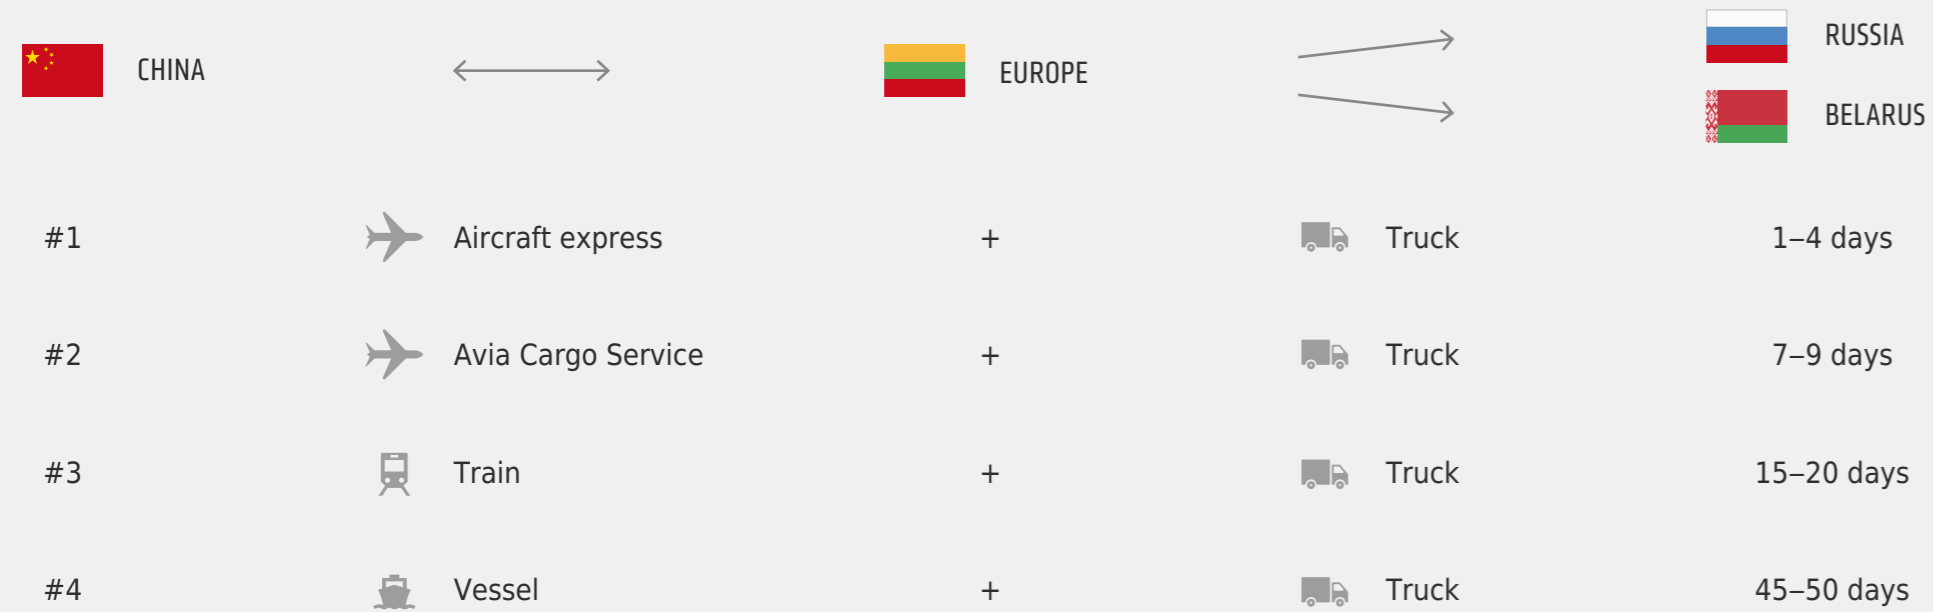 CHINA EUROPE RUSSIA
BELARUS
#1 Aircraft express + Truck 1–4 days
#2 Avia Cargo Service + Truck 7–9 days
#3 Train + Truck 15–20 days
#4 Vessel + Truck 45–50 days